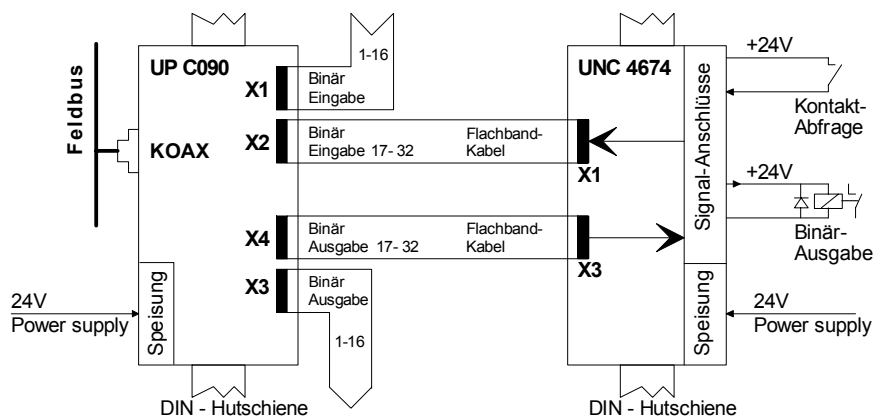 Feldbus
UP C090
KOAX
Speisung
24V
Power supply
DIN - Hutschiene
1-16
X1
Binär
Eingabe
X2
Binär
Eingabe 17- 32
Flachband-
Kabel
X1
X4
Binär
Ausgabe 17- 32
Flachband-
Kabel
X3
X3
Binär
Ausgabe
1-16
UNC 4674
Signal-Anschlüsse
Speisung
+24V
Kontakt-
Abfrage
+24V
Binär-
Ausgabe
24V
Power supply
DIN - Hutschiene